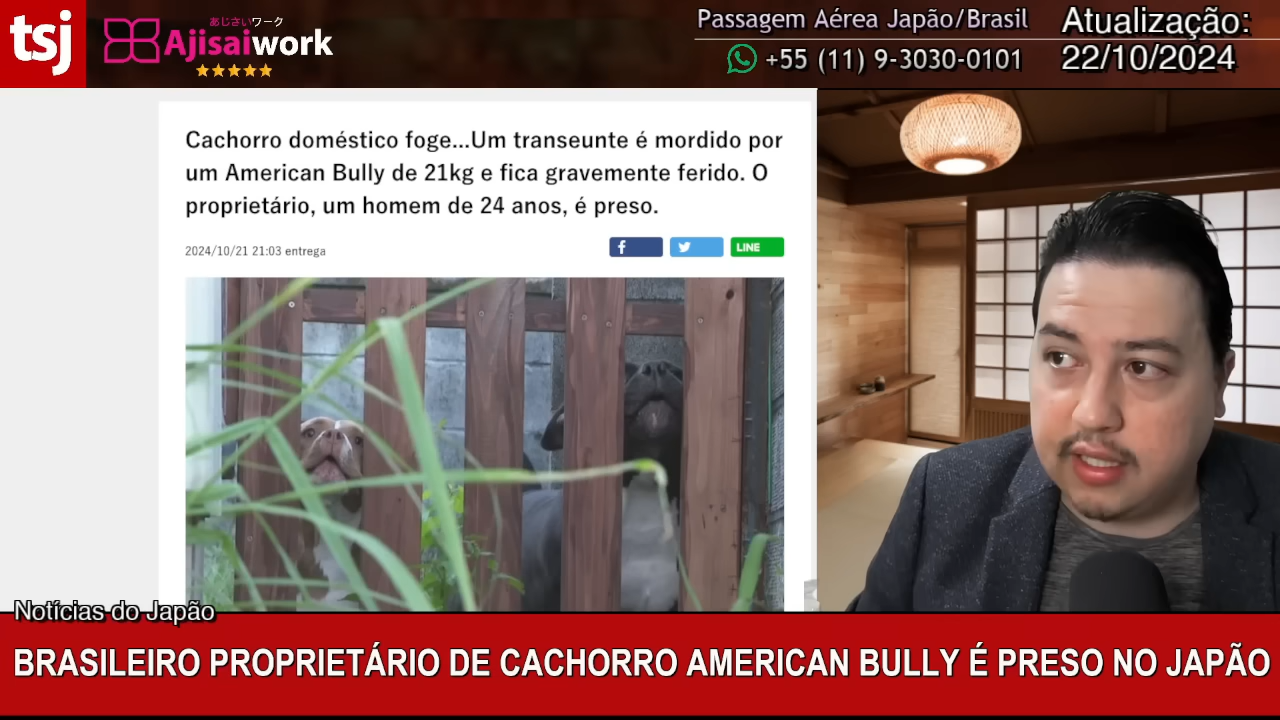 tsj
あじさいワーク
Ajisaiwork
Passagem Aérea Japão/Brasil
+55 (11) 9-3030-0101
Atualização:
22/10/2024
Cachorro doméstico foge...Um transeunte é mordido por
um American Bully de 21kg e fica gravemente ferido. O
proprietário, um homem de 24 anos, é preso.
2024/10/21 21:03 entrega
LINE
Notícias do Japão
BRASILEIRO PROPRIETÁRIO DE CACHORRO AMERICAN BULLY É PRESO NO JAPÃO